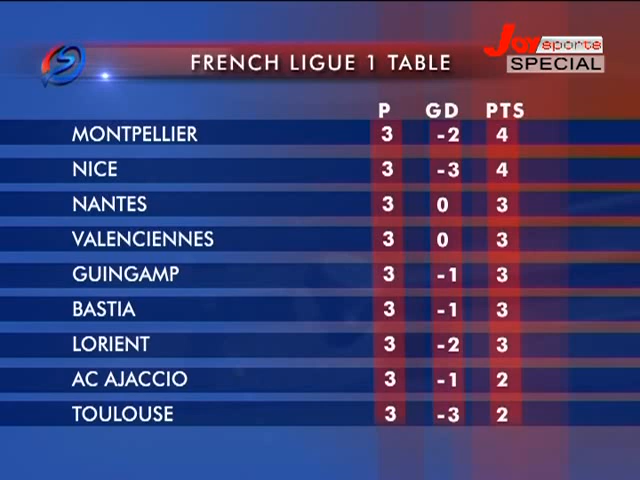 Joy sports
SPECIAL
FRENCH LIGUE 1 TABLE
P GD PTS
MONTPELLIER 3 -2 4
NICE 3 -3 4
NANTES 3 0 3
VALENCIENNES 3 0 3
GUINGAMP 3 -1 3
BASTIA 3 -1 3
LORIENT 3 -2 3
AC AJACCIO 3 -1 2
TOULOUSE 3 -3 2